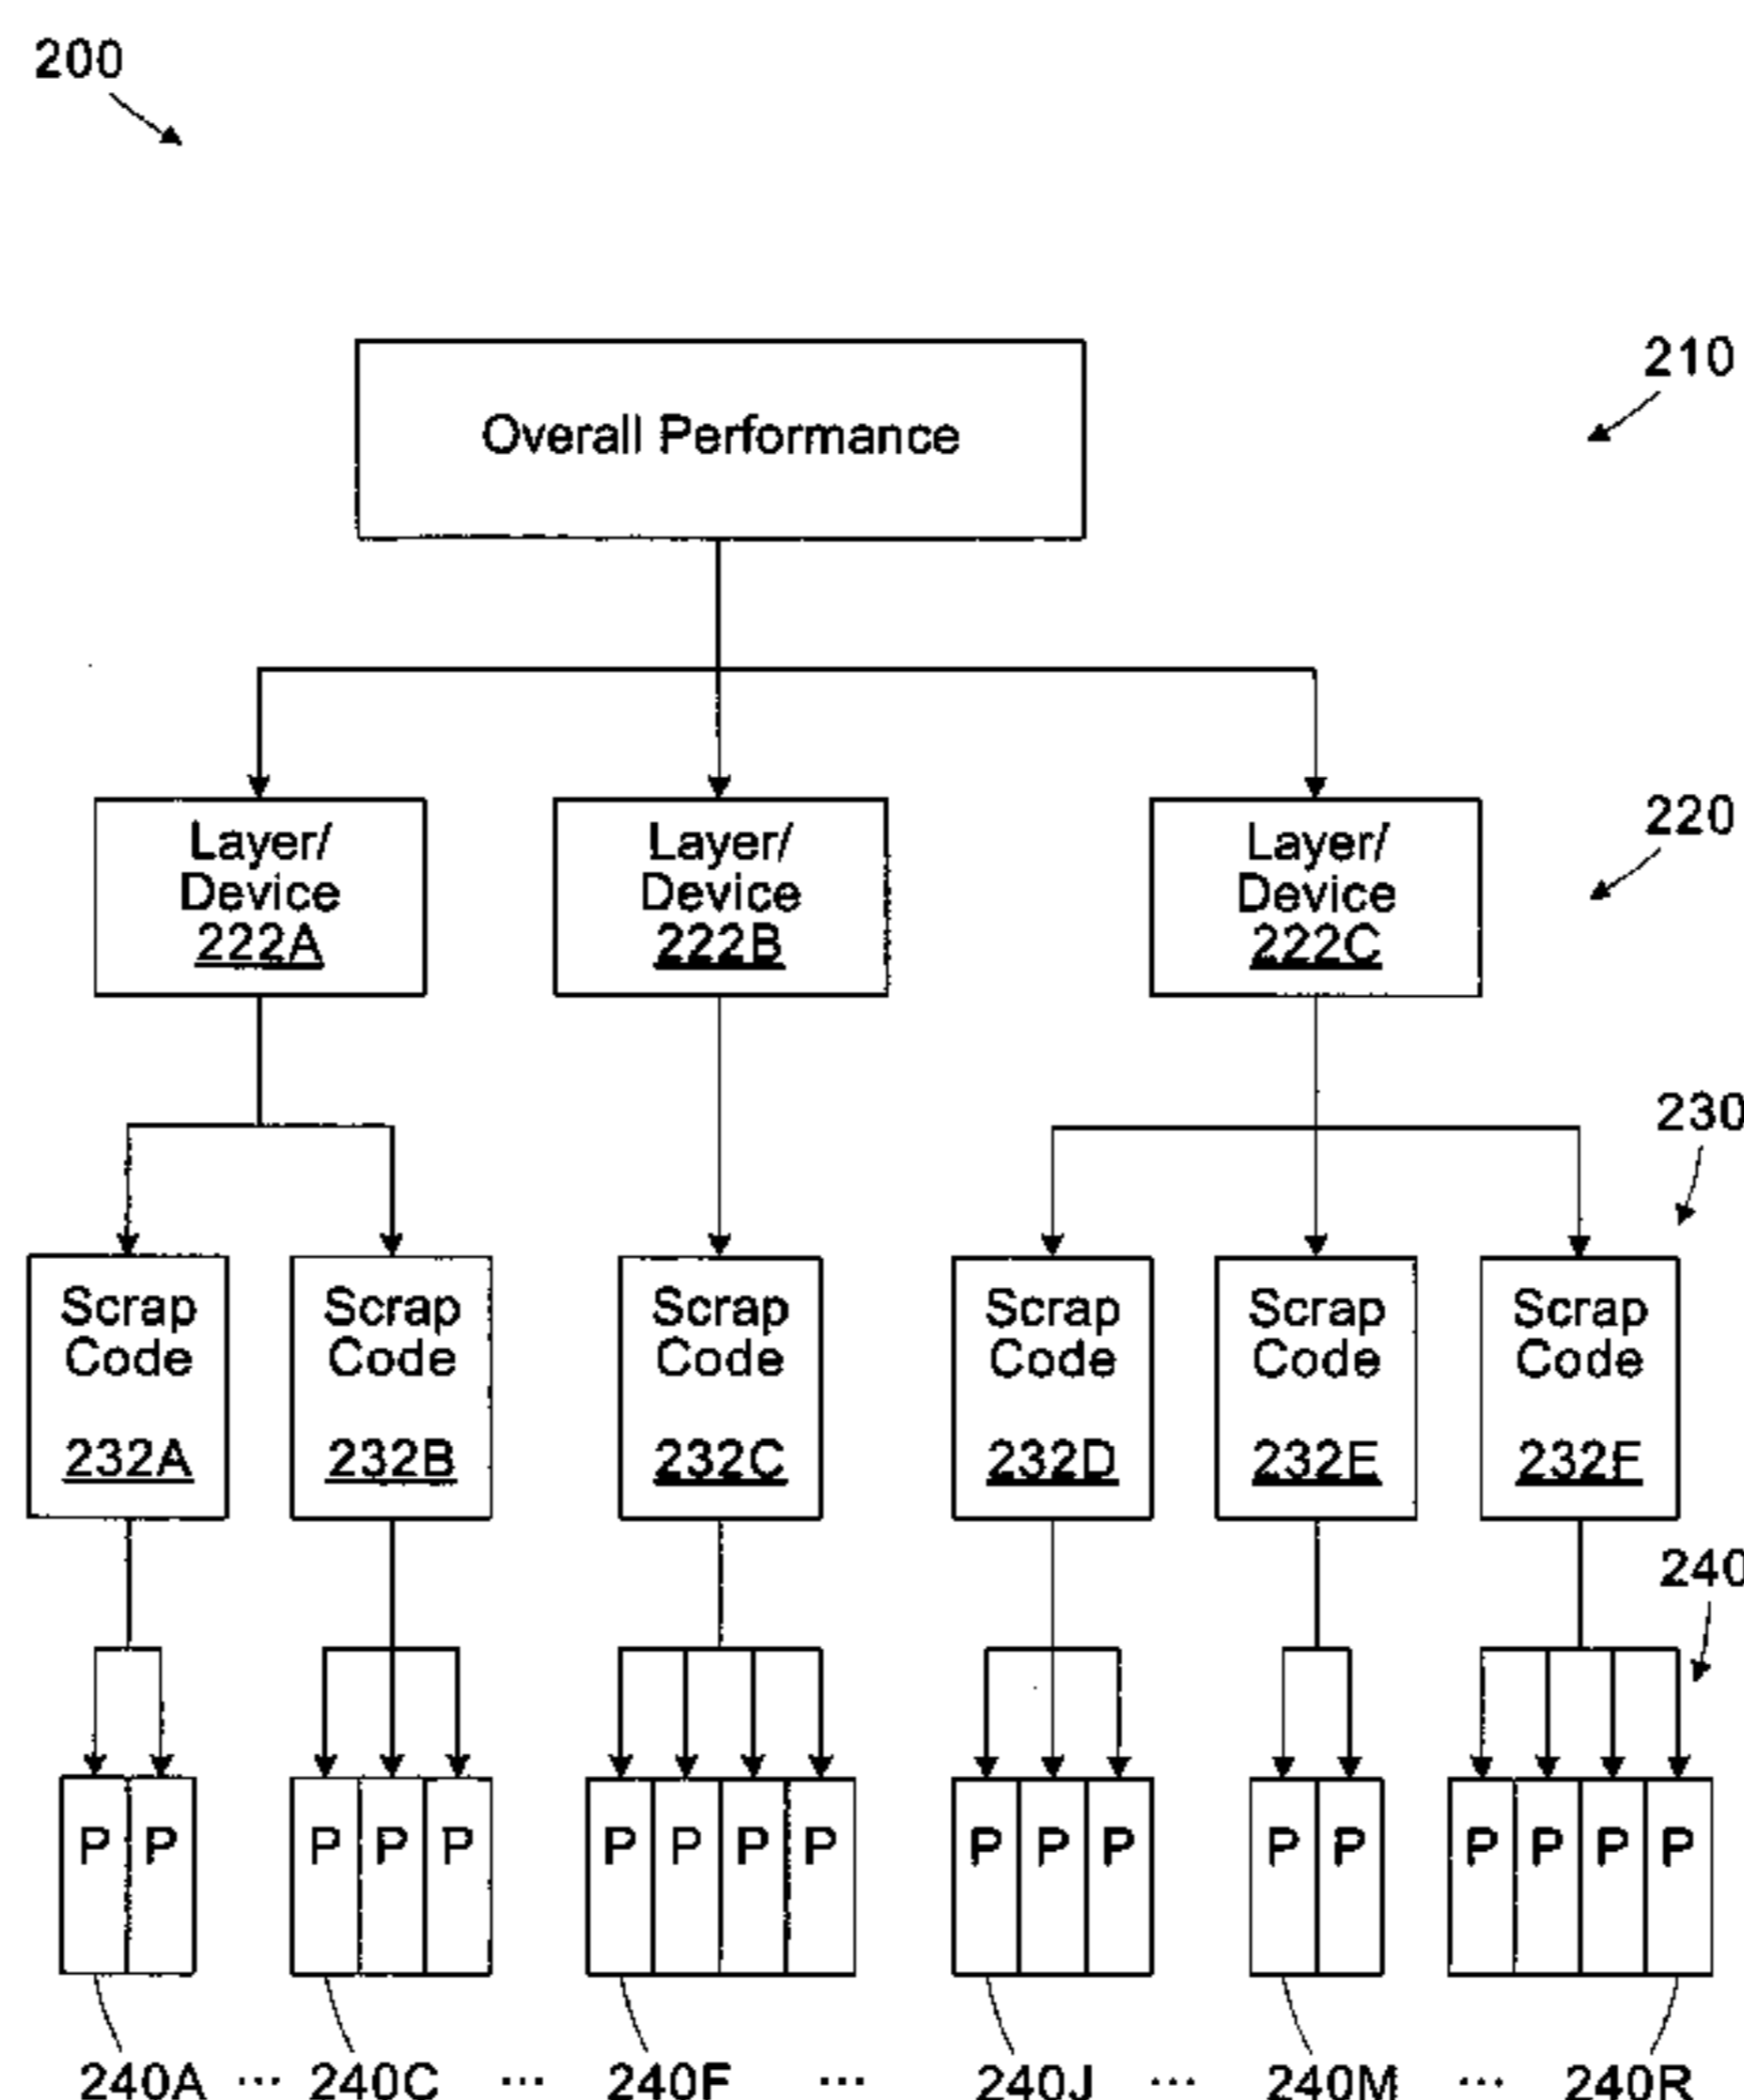 200
210
Overall Performance
220
Layer/
Device
222A
Layer/
Device
222B
Layer/
Device
222C
230
Scrap
Code
232A
Scrap
Code
232B
Scrap
Code
232C
Scrap
Code
232D
Scrap
Code
232E
Scrap
Code
232F
240
P P
P P P
P P P P
P P P
P P
P P P P
240A ... 240C ... 240F ... 240J ... 240M ... 240R